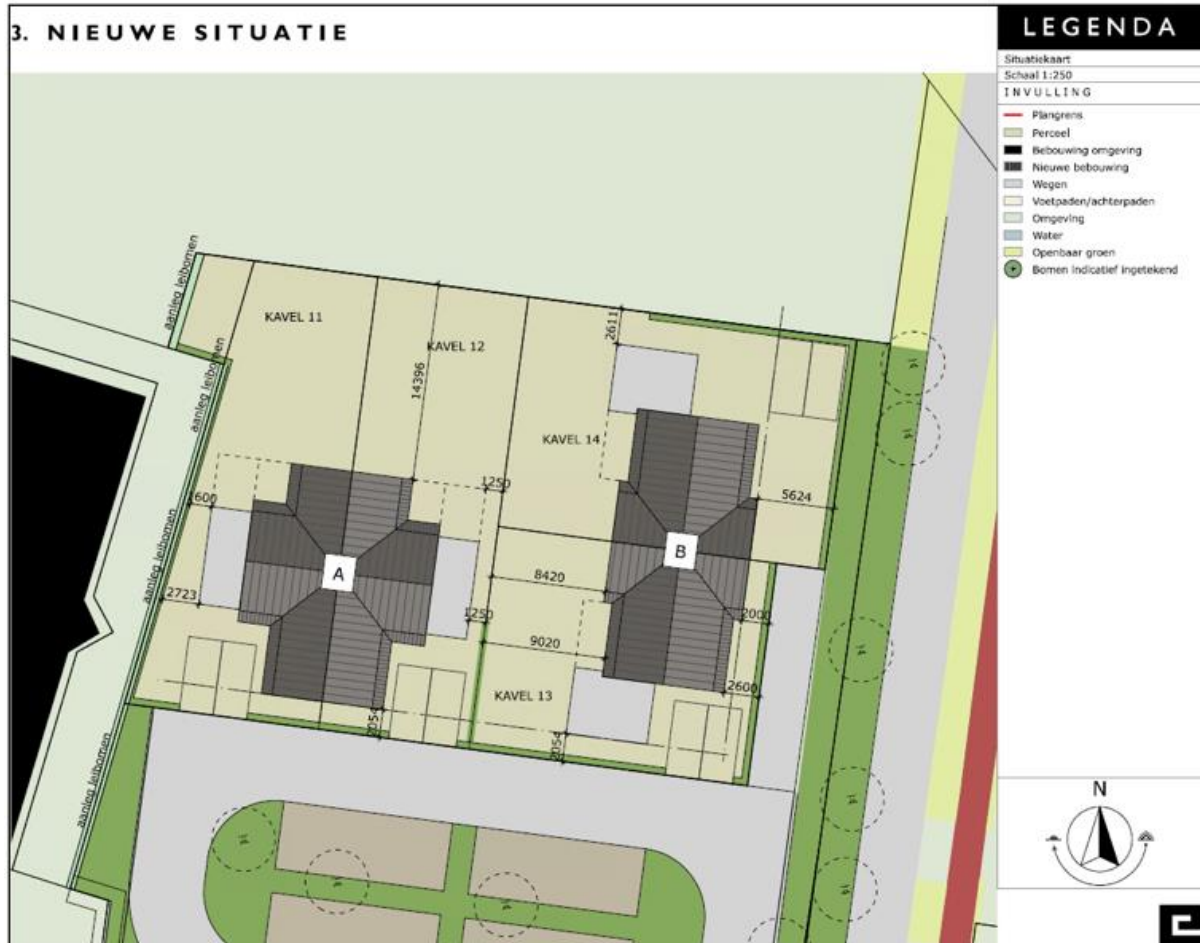 3. NIEUWE SITUATIE
LEGENDA
Situatiekaart
Schaal 1:250
INVULLING
Plangrens
Perceel
Bebouwing omgeving
Nieuwe bebouwing
Wegen
Voetpaden/achterpaden
Omgeving
Water
Openbaar groen
Bomen indicatief ingetekend
aanleg leibomen
KAVEL 11
KAVEL 12
2611
aanleg leibomen
14396
KAVEL 14
1250
5624
1600
aanleg leibomen
A
B
8420
2723
1250
2000
9020
KAVEL 13
2600
2054
2054
aanleg leibomen
N